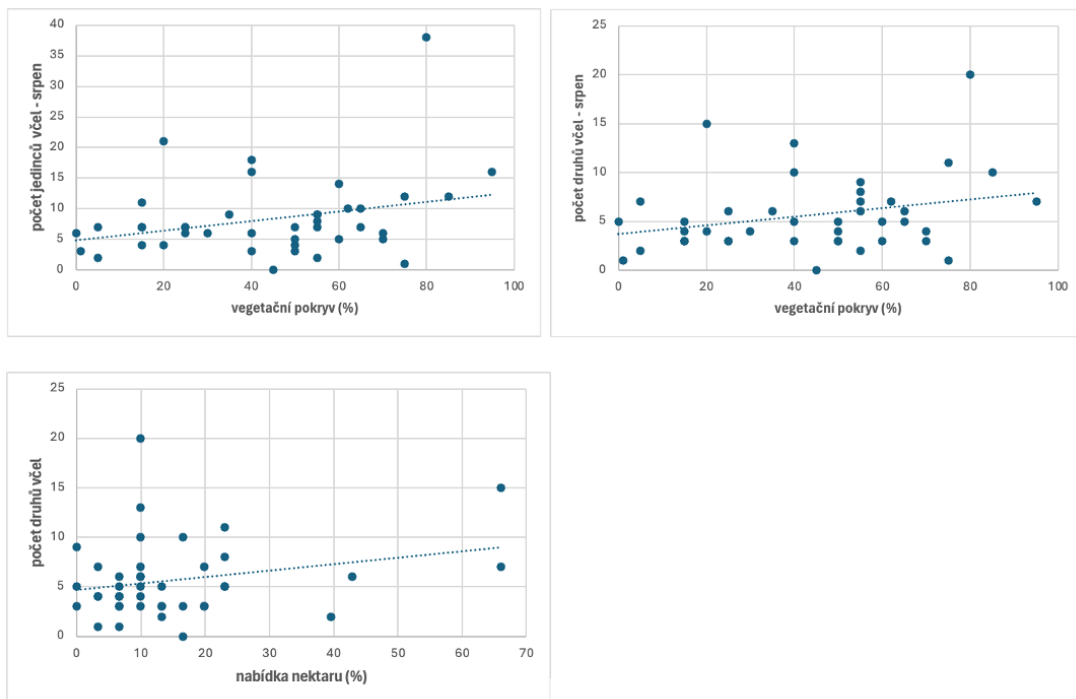 počet jedinců včel - srpen
40
35
30
25
20
15
10
5
0
0 20 40 60 80 100
vegetační pokryv (%)
počet druhů včel - srpen
25
20
15
10
5
0
0 20 40 60 80 100
vegetační pokryv (%)
počet druhů včel
25
20
15
10
5
0
0 10 20 30 40 50 60 70
nabídka nektaru (%)